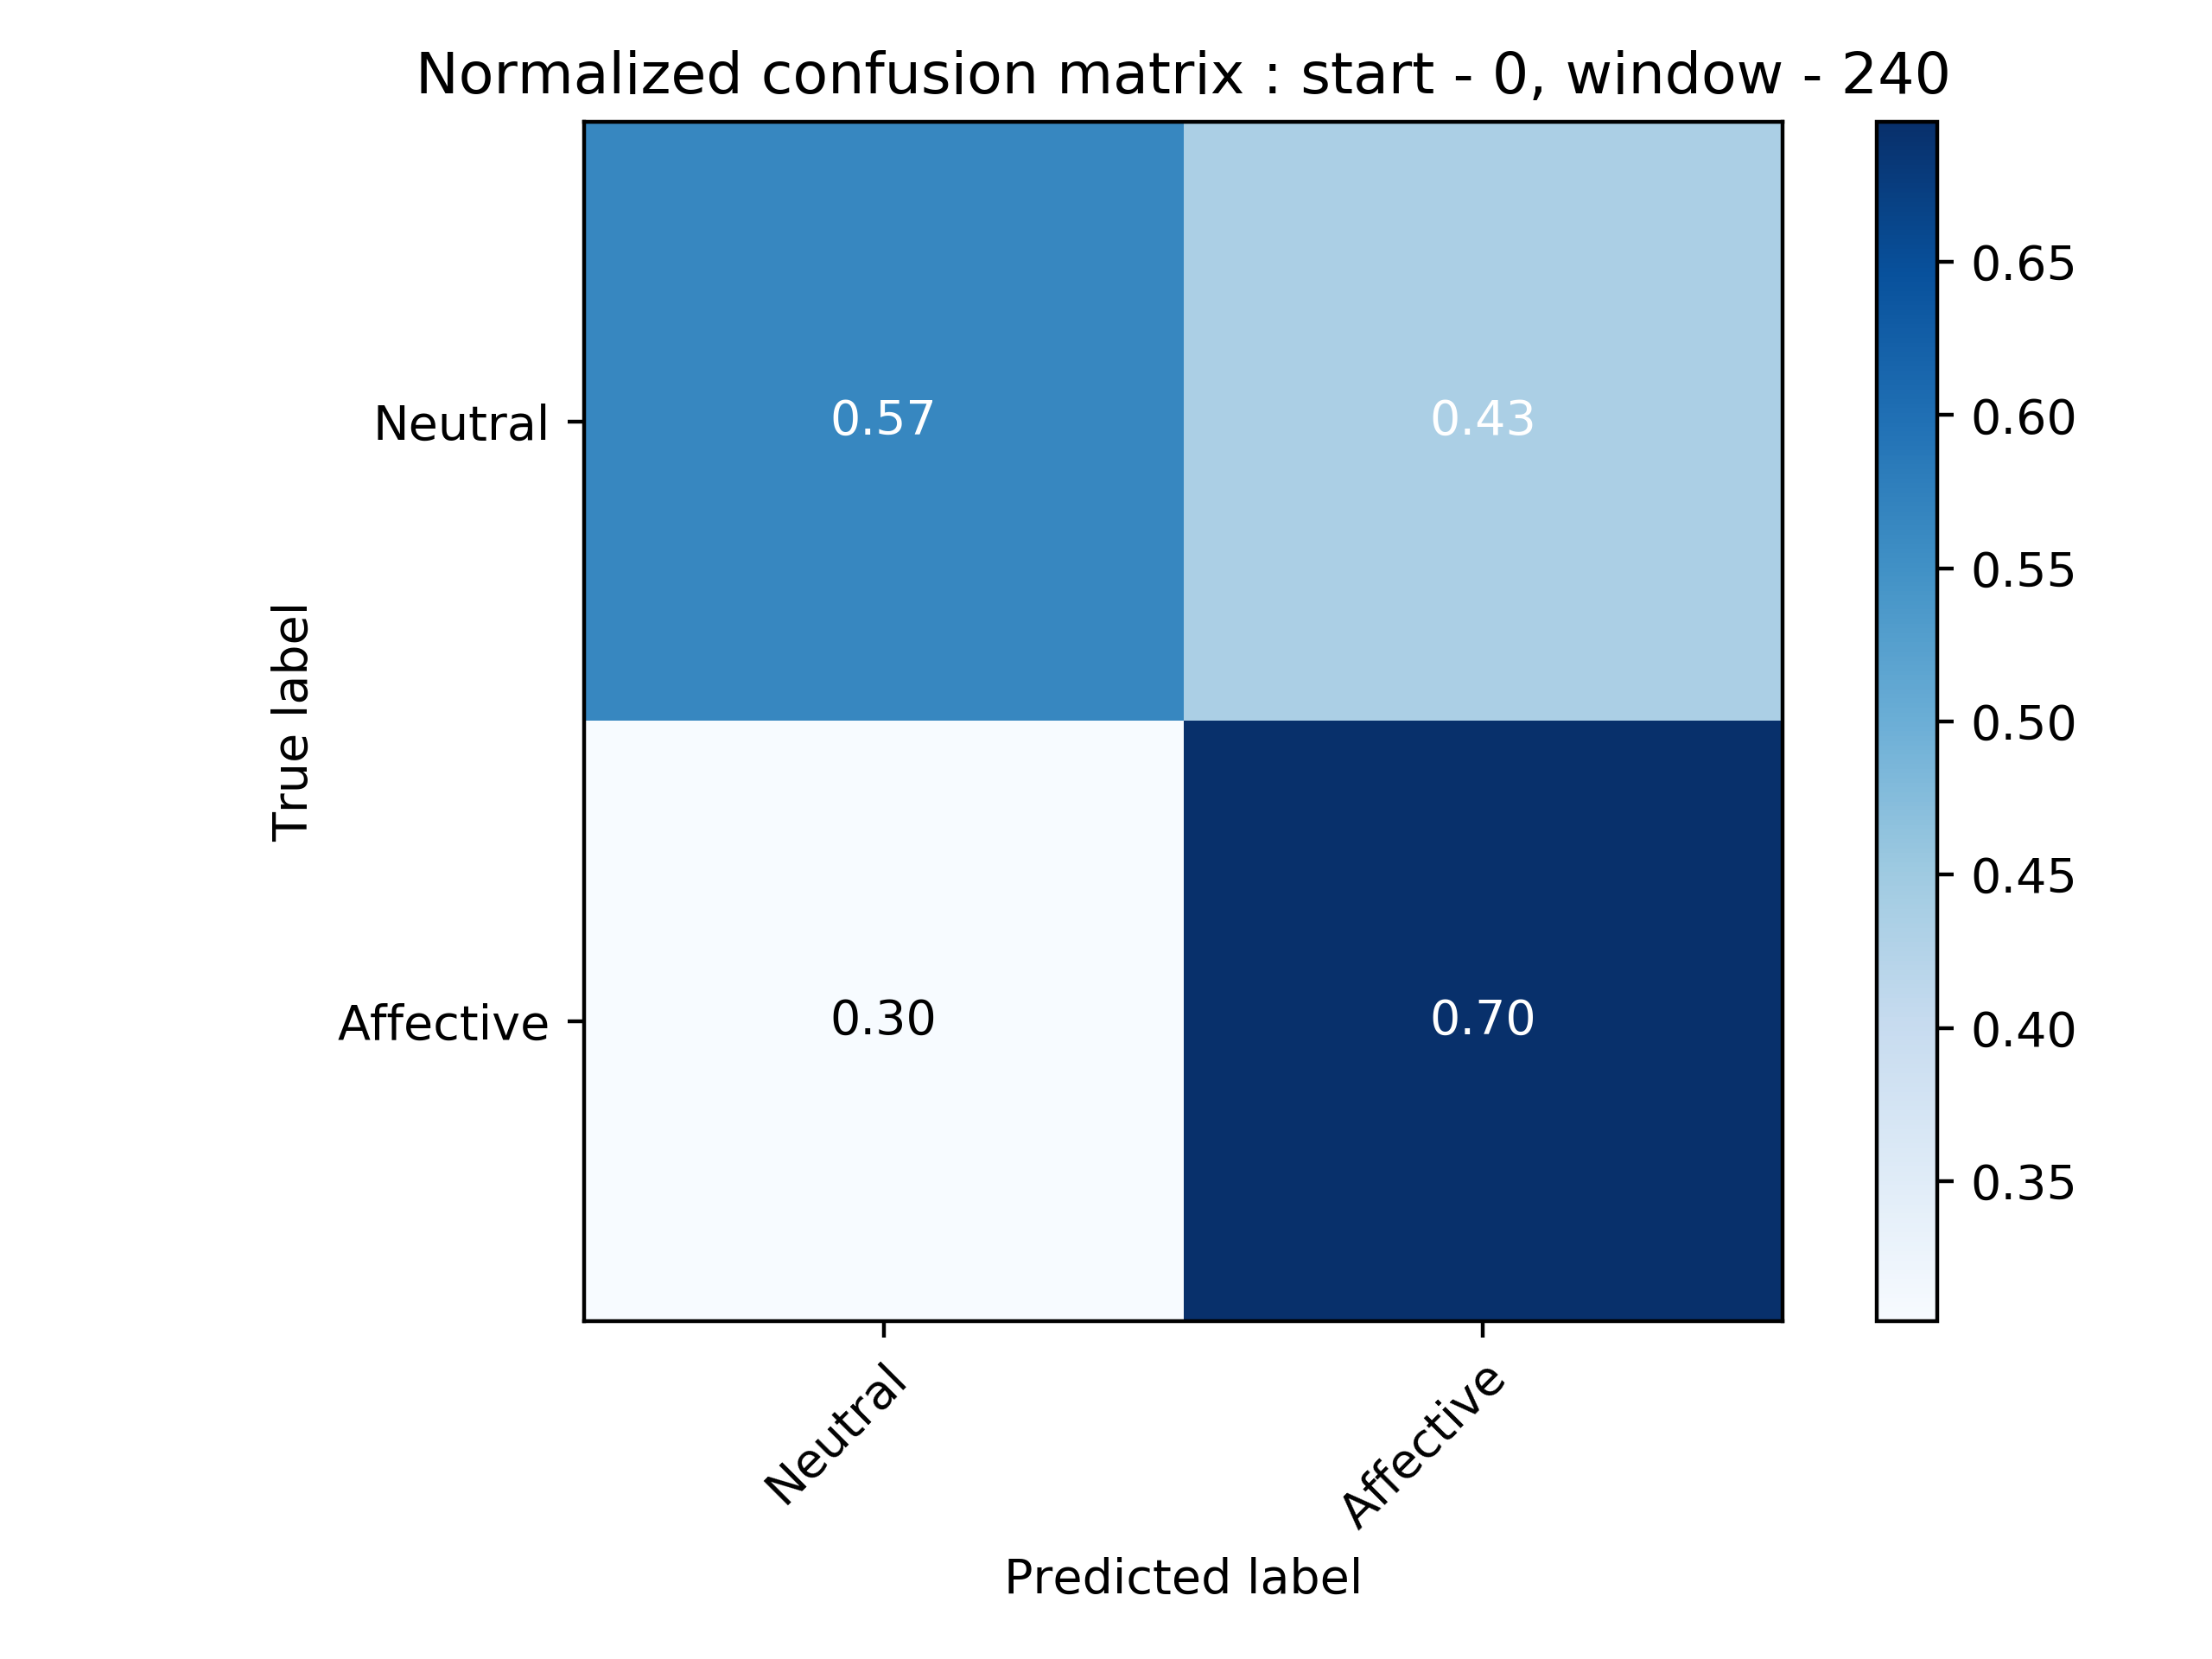 Normalized confusion matrix : start - 0, window - 240
Neutral
Affective
True label
0.57
0.43
0.30
0.70
Neutral
Affective
Predicted label
0.65
0.60
0.55
0.50
0.45
0.40
0.35